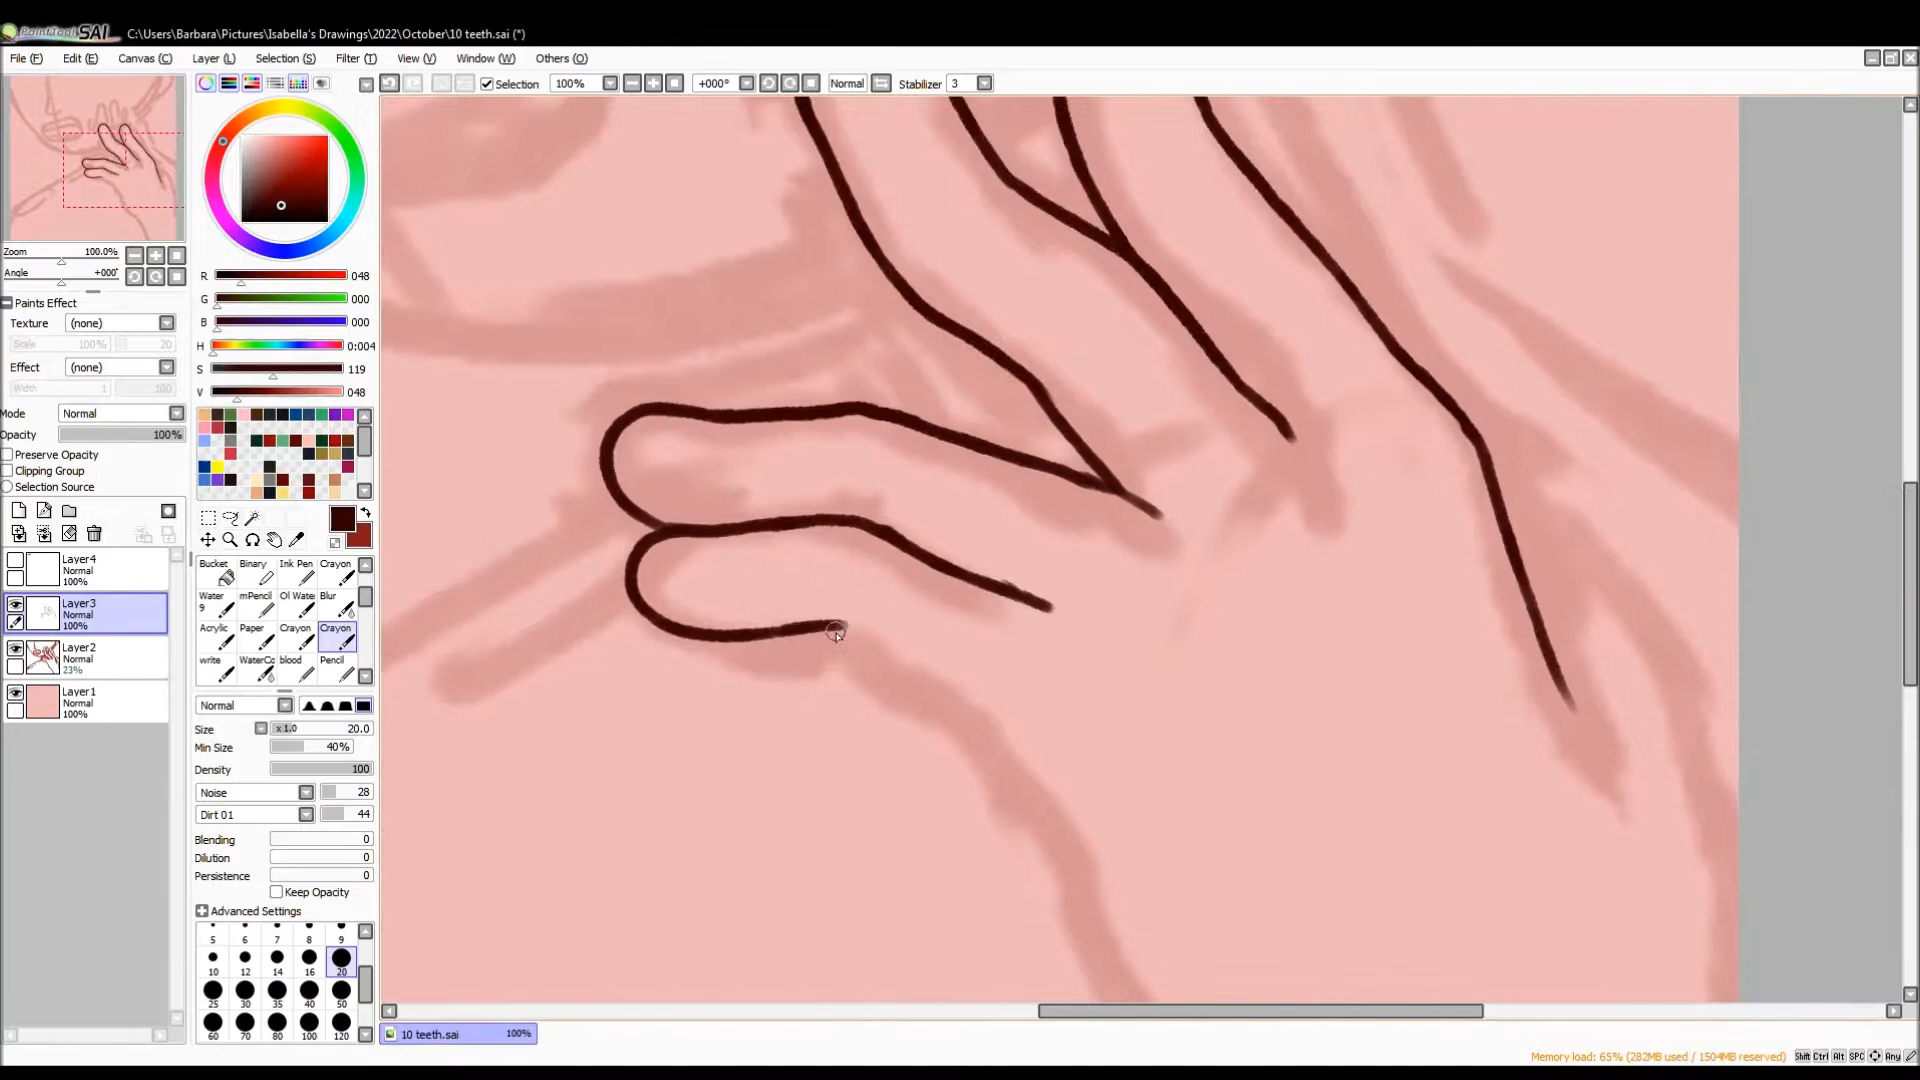 PaintTool SAI C:\Users\Barbara\Pictures\Isabella's Drawings\2022\October\10 teeth.sai (*)
File (F) Edit (E) Canvas (C) Layer (L) Selection (S) Filter (T) View (V) Window (W) Others (O)
Selection 100% +000° Normal Stabilizer 3
Zoom 100.0%
Angle +000°
Paints Effect
Texture (none)
Scale 100% 20
Effect (none)
Width 1 100
Mode Normal
Opacity 100%
Preserve Opacity
Clipping Group
Selection Source
Layer4
Normal
100%
Layer3
Normal
100%
Layer2
Normal
23%
Layer1
Normal
100%
R 048
G 000
B 000
H 0:004
S 119
V 048
Bucket Binary Ink Pen Crayon
Water 9 mPencil Ol Wate Blur
Acrylic Paper Crayon Crayon
write WaterCo blood Pencil
Normal
Size x 1.0 20.0
Min Size 40%
Density 100
Noise 28
Dirt 01 44
Blending 0
Dilution 0
Persistence 0
Keep Opacity
Advanced Settings
5 6 7 8 9
10 12 14 16 20
25 30 35 40 50
60 70 80 100 120
10 teeth.sai 100%
Memory load: 65% (282MB used / 1504MB reserved) Shift Ctrl Alt SPC Any